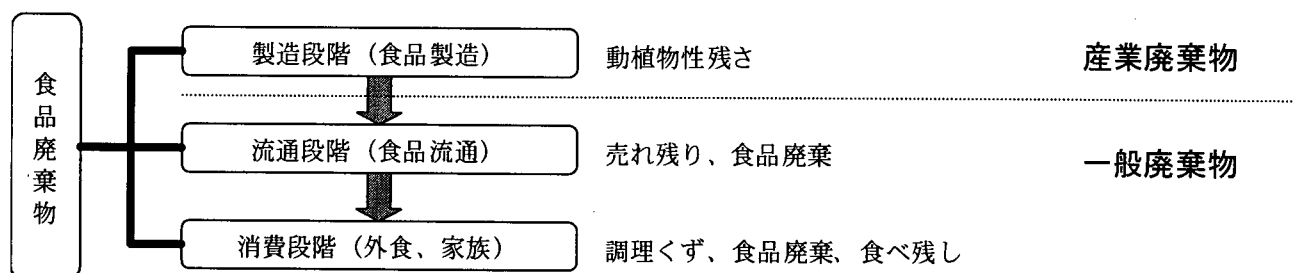 食品廃棄物
製造段階（食品製造）
動植物性残さ
産業廃棄物
流通段階（食品流通）
売れ残り、食品廃棄
一般廃棄物
消費段階（外食、家族）
調理くず、食品廃棄、食べ残し